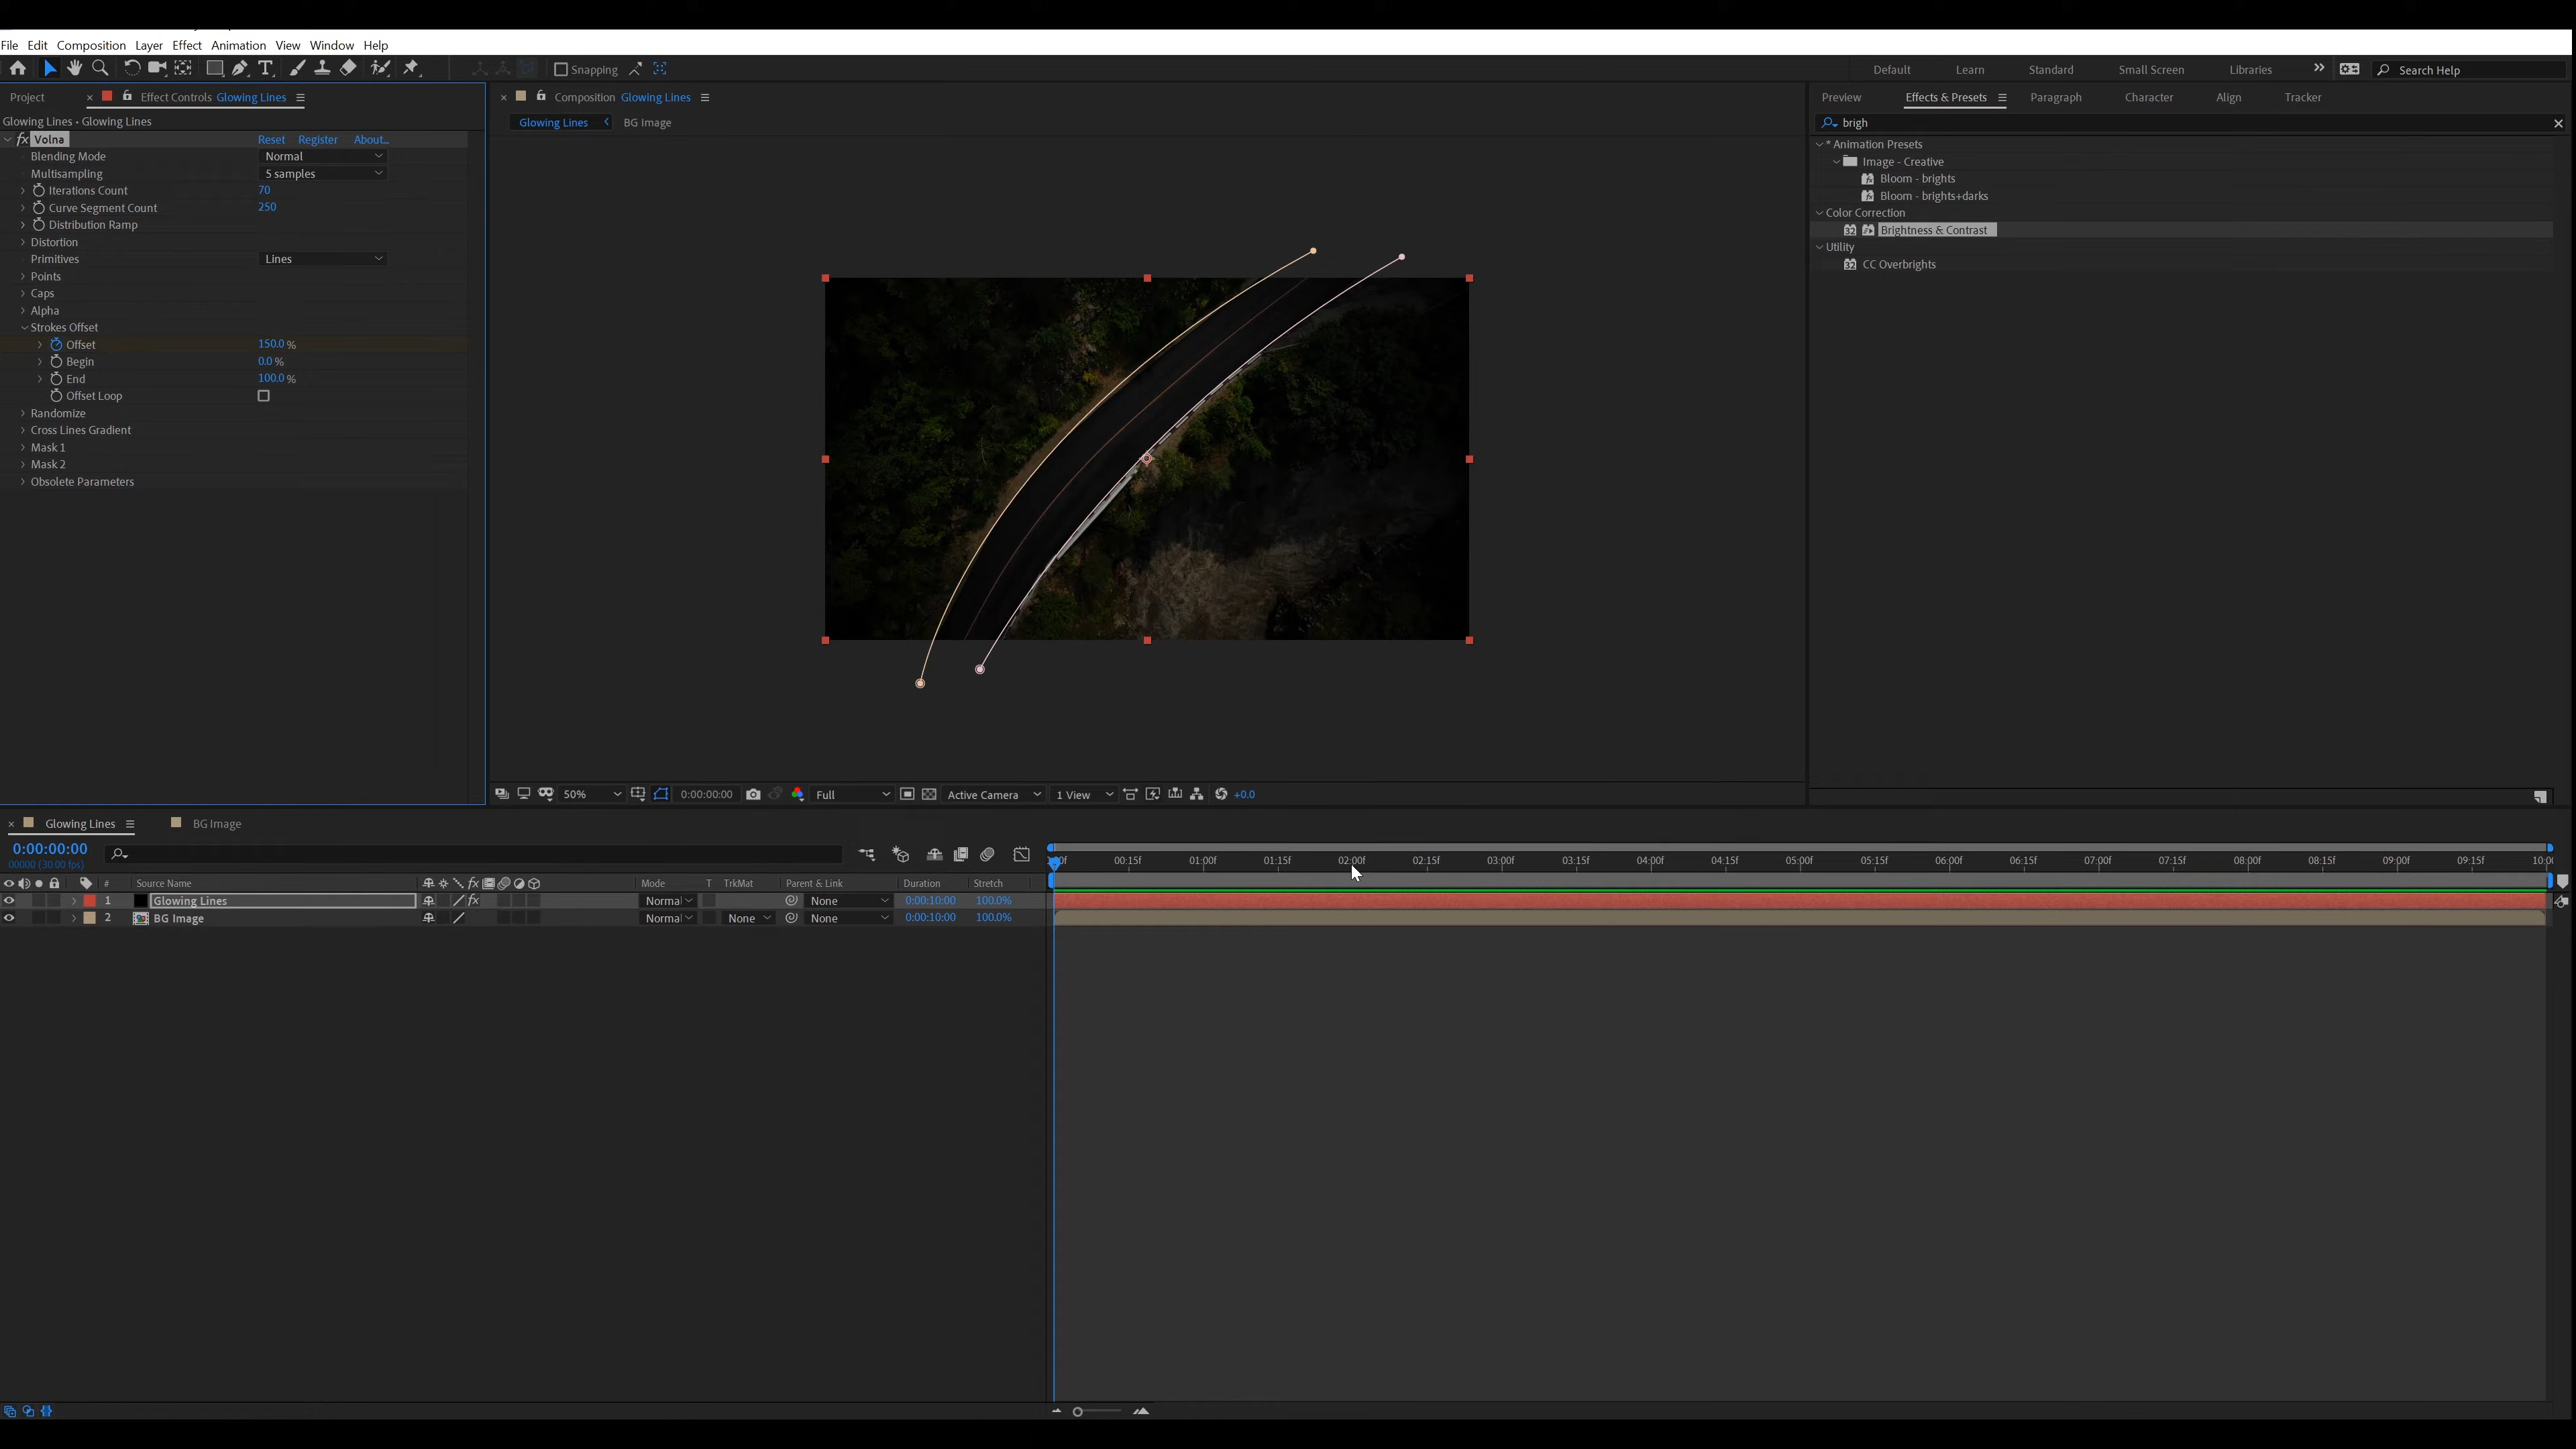 File Edit Composition Layer Effect Animation View Window Help
Snapping Default Learn Standard Small Screen Libraries Search Help
Project Effect Controls Glowing Lines
Glowing Lines • Glowing Lines
fx Volna Reset Register About...
Blending Mode Normal
Multisampling 5 samples
Iterations Count 70
Curve Segment Count 250
Distribution Ramp
Distortion
Primitives Lines
Points
Caps
Alpha
Strokes Offset
Offset 150.0 %
Begin 0.0 %
End 100.0 %
Offset Loop
Randomize
Cross Lines Gradient
Mask 1
Mask 2
Obsolete Parameters
Composition Glowing Lines
Glowing Lines BG Image
50% 0:00:00:00 Full Active Camera 1 View +0.0
Preview Effects & Presets Paragraph Character Align Tracker
brigh
* Animation Presets
Image - Creative
Bloom - brights
Bloom - brights+darks
Color Correction
32 Brightness & Contrast
Utility
32 CC Overbrights
Glowing Lines BG Image
0:00:00:00
00000 (30.00 fps)
00:15f 01:00f 01:15f 02:00f 02:15f 03:00f 03:15f 04:00f 04:15f 05:00f 05:15f 06:00f 06:15f 07:00f 07:15f 08:00f 08:15f 09:00f 09:15f
# Source Name fx Mode T TrkMat Parent & Link Duration Stretch
1 Glowing Lines fx Normal None 0:00:10:00 100.0%
2 BG Image Normal None None 0:00:10:00 100.0%